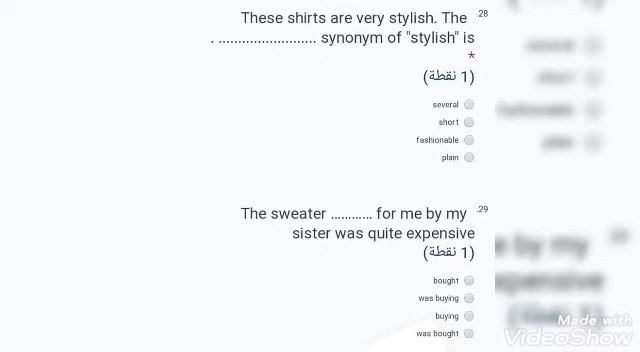 .28 These shirts are very stylish. The
synonym of "stylish" is ......................... .
*
(1 نقطة)
several
short
fashionable
plain
.29 The sweater ............ for me by my
sister was quite expensive
(1 نقطة)
bought
was buying
buying
was bought
Made with
VideoShow